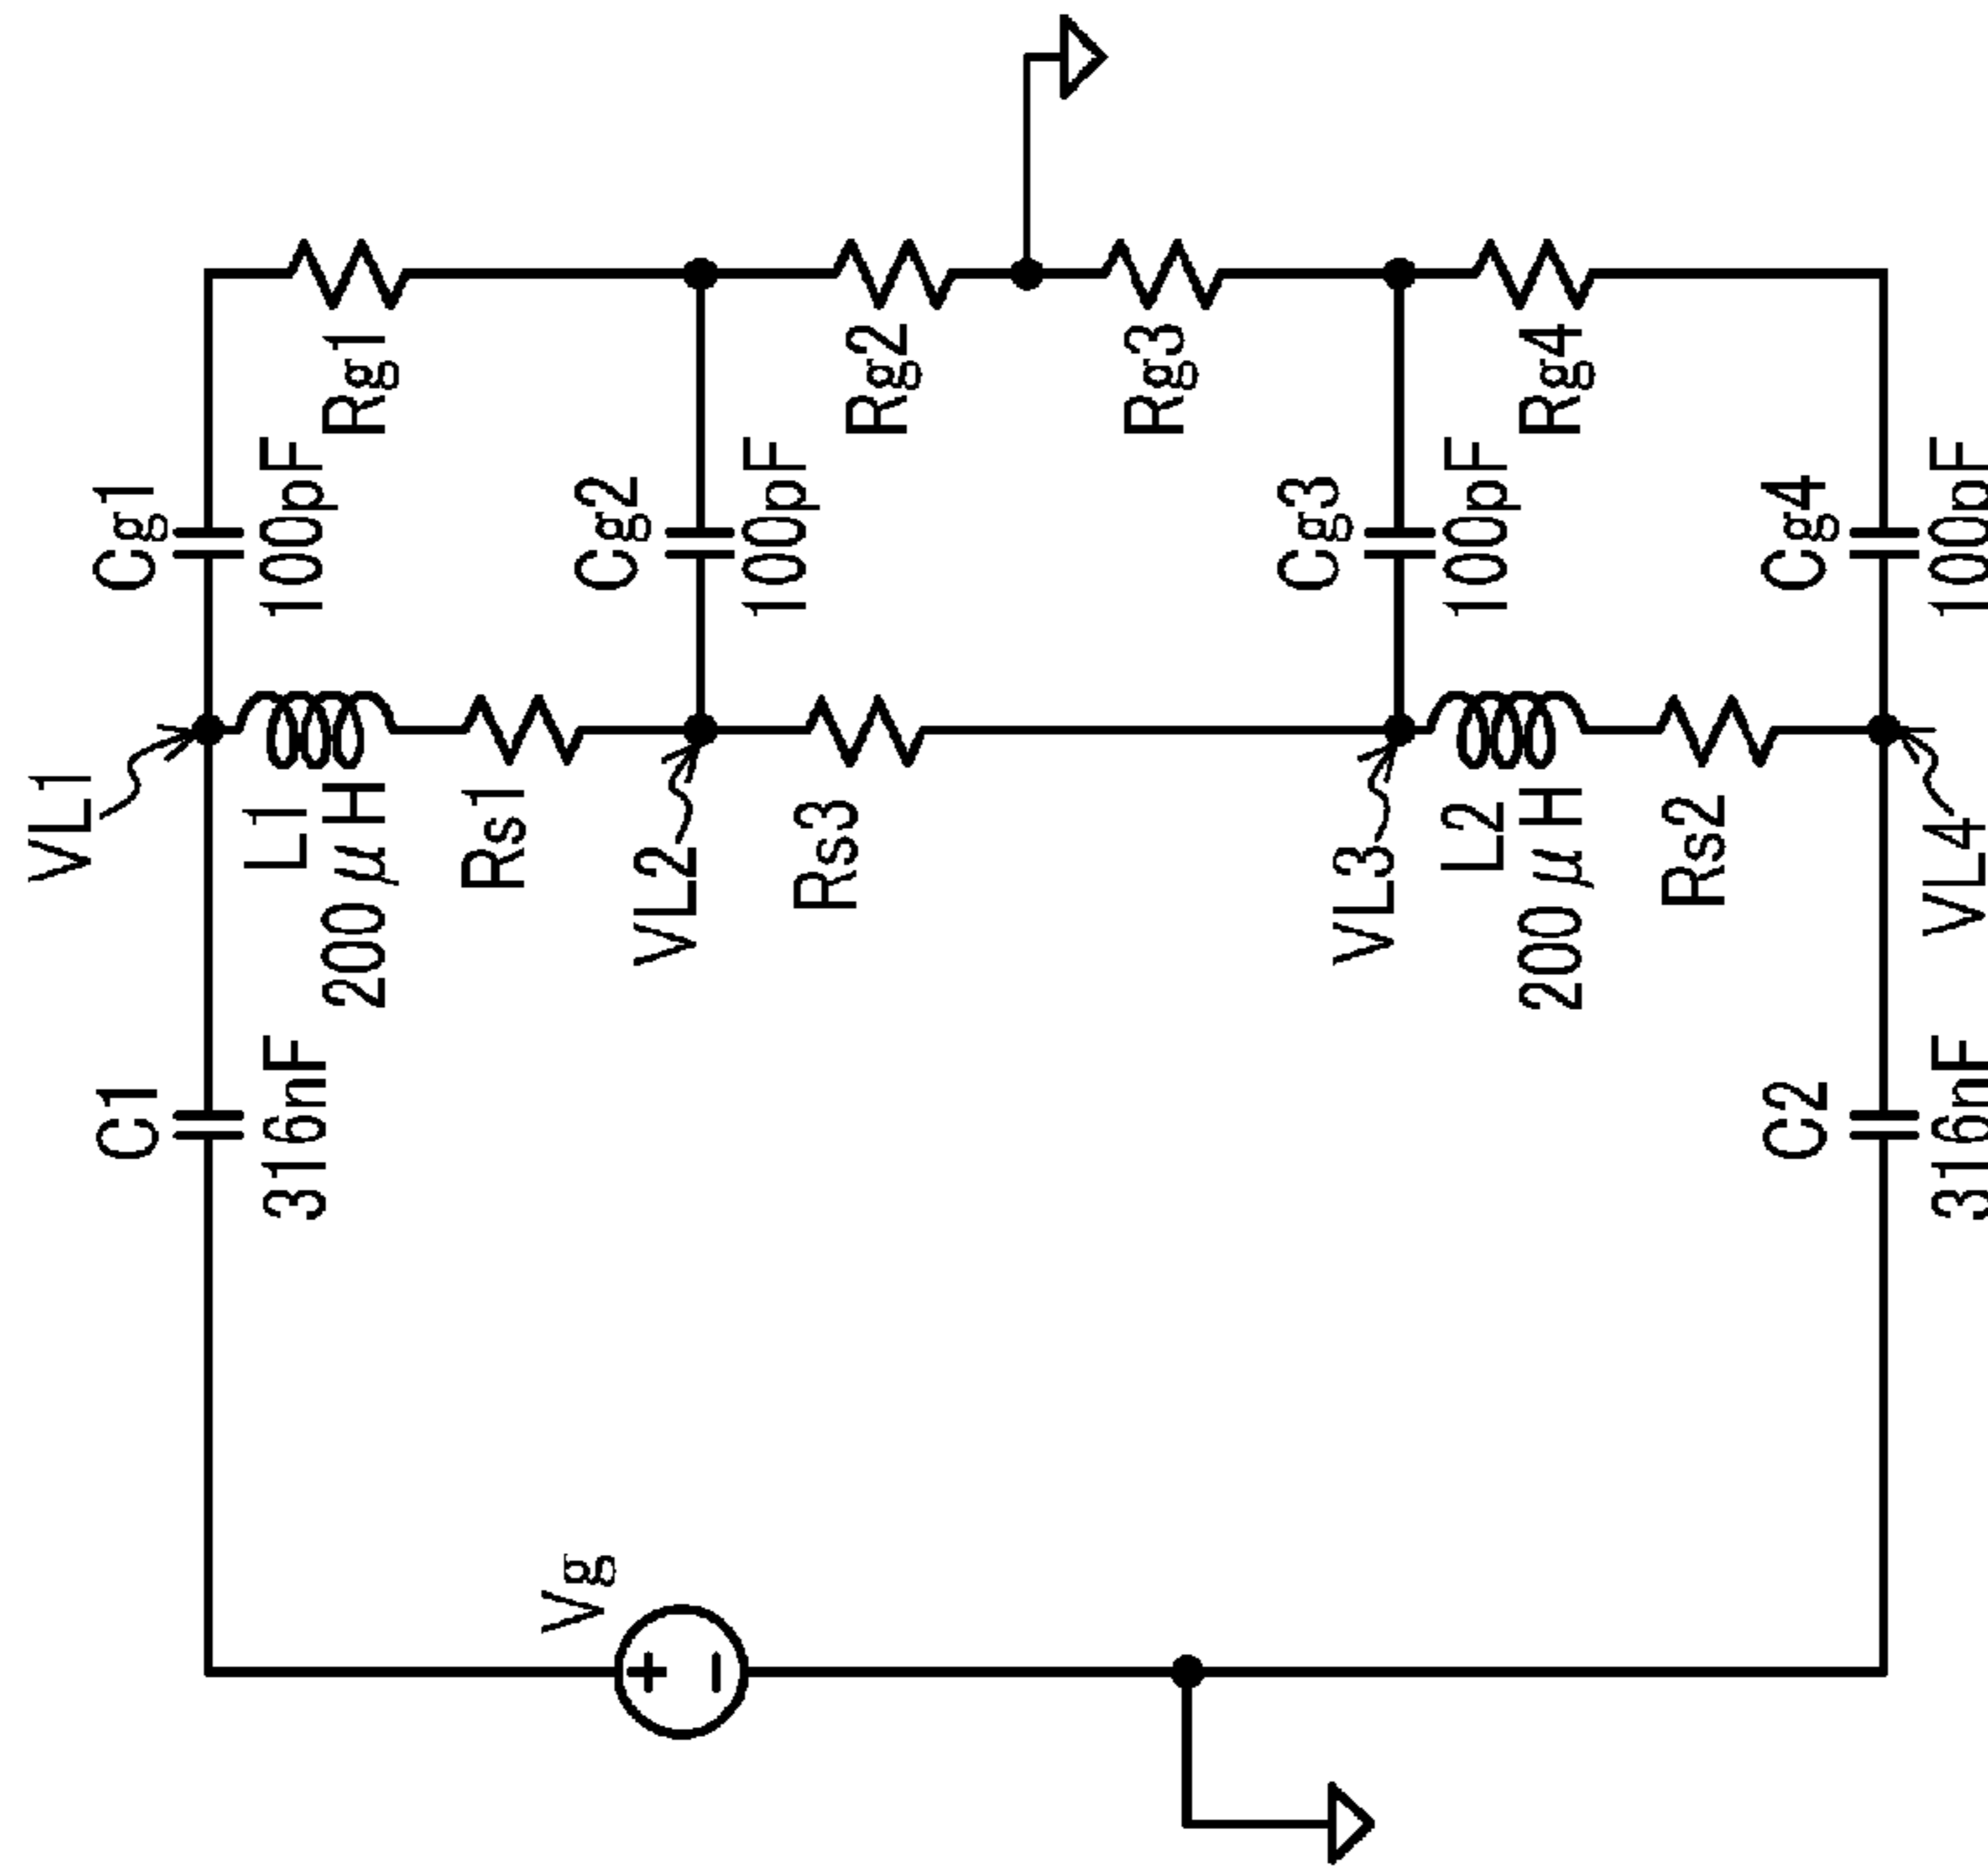 VL1
Cg1
100pF
Rg1
C1
316nF
L1
200μH
Rs1
Cg2
100pF
Rg2
VL2
Rs3
Vg
+
−
Rg3
Cg3
100pF
Rg4
VL3
L2
200μH
Rs2
Cg4
100pF
C2
316nF
VL4